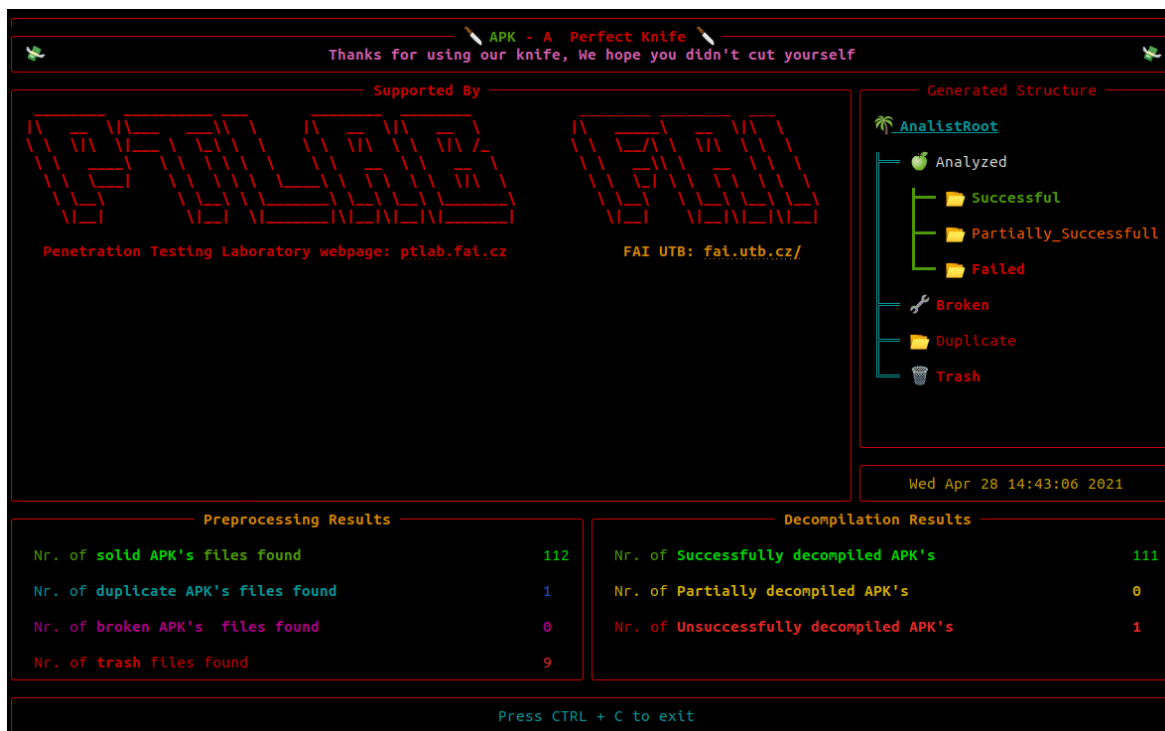 APK - A Perfect Knife
Thanks for using our knife, We hope you didn't cut yourself
Supported By
PTLAB FAI
Penetration Testing Laboratory webpage: ptlab.fai.cz
FAI UTB: fai.utb.cz/
Generated Structure
AnalistRoot
Analyzed
Successful
Partially_Successfull
Failed
Broken
Duplicate
Trash
Wed Apr 28 14:43:06 2021
Preprocessing Results
Nr. of solid APK's files found 112
Nr. of duplicate APK's files found 1
Nr. of broken APK's files found 0
Nr. of trash files found 9
Decompilation Results
Nr. of Successfully decompiled APK's 111
Nr. of Partially decompiled APK's 0
Nr. of Unsuccessfully decompiled APK's 1
Press CTRL + C to exit